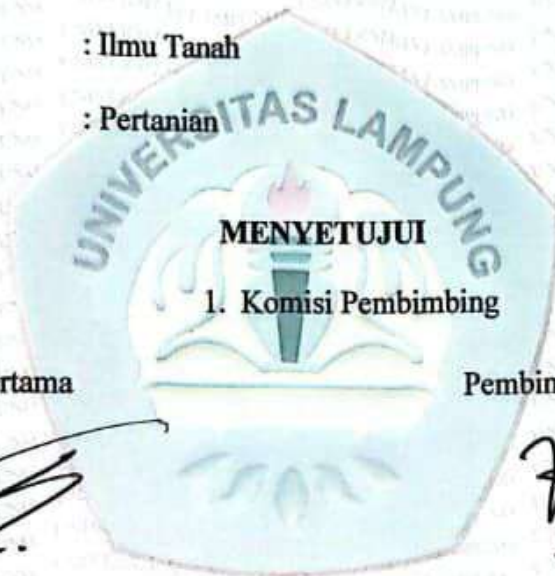 : Ilmu Tanah
: Pertanian
UNIVERSITAS LAMPUNG
MENYETUJUI
1. Komisi Pembimbing